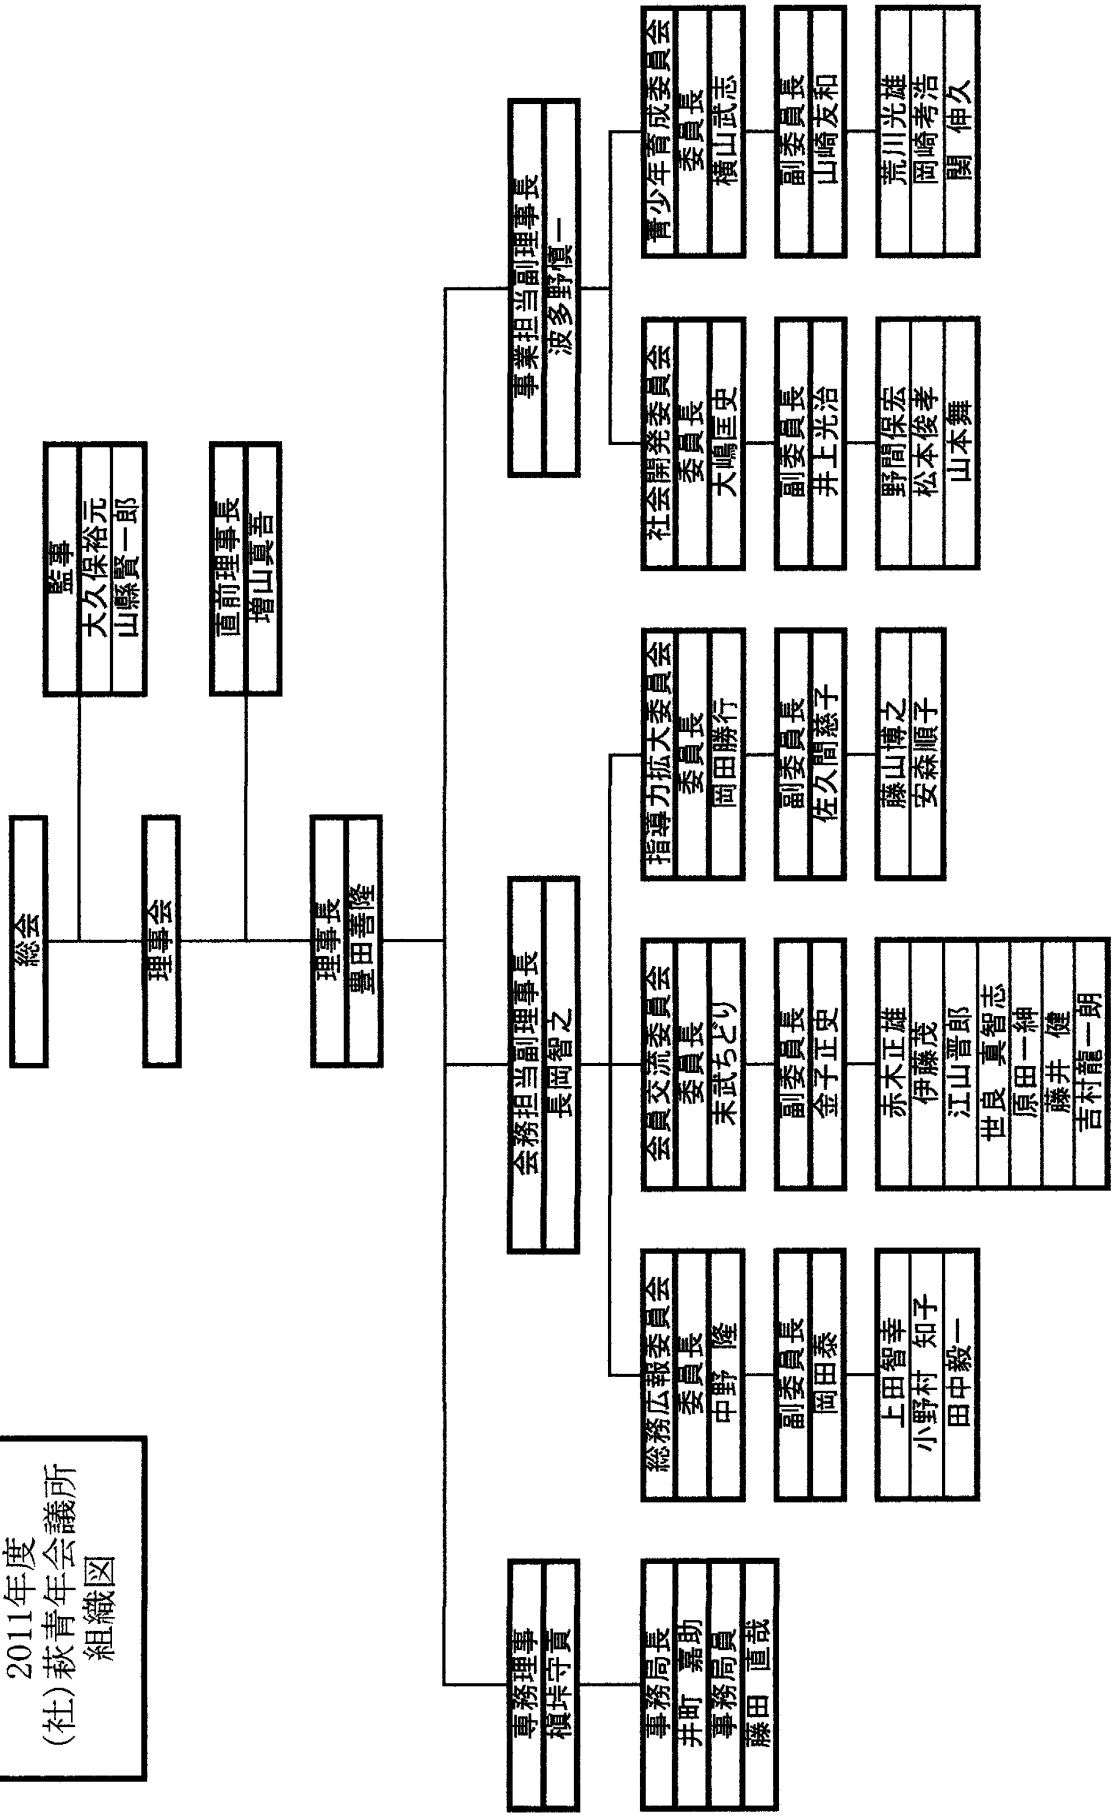 2011年度
(社)萩青年会議所
組織図
総会
監事
大久保裕元
山縣賢一郎
理事会
直前理事長
増山真吾
理事長
豊田善隆
専務理事
槇垰守貴
事務局長
井町 嘉助
事務局員
藤田 直哉
会務担当副理事長
長岡智之
総務広報委員会
委員長
中野 隆
副委員長
岡田泰
上田智幸
小野村 知子
田中毅一
会員交流委員会
委員長
末武ちどり
副委員長
金子正史
赤木正雄
伊藤茂
江山晋郎
世良 真智志
原田一紳
藤井 健
吉村龍一朗
指導力拡大委員会
委員長
岡田勝行
副委員長
佐久間慈子
藤山博之
安森順子
事業担当副理事長
波多野慎一
社会開発委員会
委員長
大嶋匡史
副委員長
井上光治
野間保宏
松本俊孝
山本舞
青少年育成委員会
委員長
横山武志
副委員長
山崎友和
荒川光雄
岡崎考浩
関 伸久